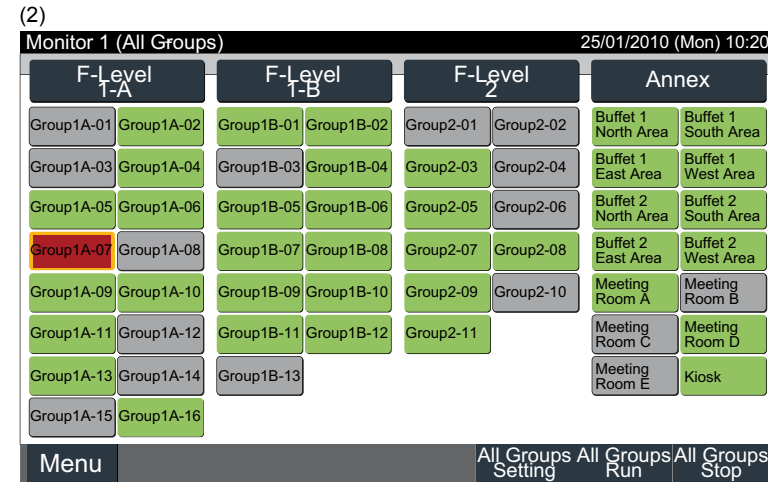 (2)
Monitor 1 (All Groups) 25/01/2010 (Mon) 10:20
F-Level
1-A
F-Level
1-B
F-Level
2
Annex
Group1A-01 Group1A-02 Group1B-01 Group1B-02 Group2-01 Group2-02
Buffet 1
North Area
Buffet 1
South Area
Group1A-03 Group1A-04 Group1B-03 Group1B-04 Group2-03 Group2-04
Buffet 1
East Area
Buffet 1
West Area
Group1A-05 Group1A-06 Group1B-05 Group1B-06 Group2-05 Group2-06
Buffet 2
North Area
Buffet 2
South Area
Group1A-07 Group1A-08 Group1B-07 Group1B-08 Group2-07 Group2-08
Buffet 2
East Area
Buffet 2
West Area
Group1A-09 Group1A-10 Group1B-09 Group1B-10 Group2-09 Group2-10
Meeting
Room A
Meeting
Room B
Group1A-11 Group1A-12 Group1B-11 Group1B-12 Group2-11
Meeting
Room C
Meeting
Room D
Group1A-13 Group1A-14 Group1B-13
Meeting
Room E
Kiosk
Group1A-15 Group1A-16
Menu
All Groups
Setting
All Groups
Run
All Groups
Stop